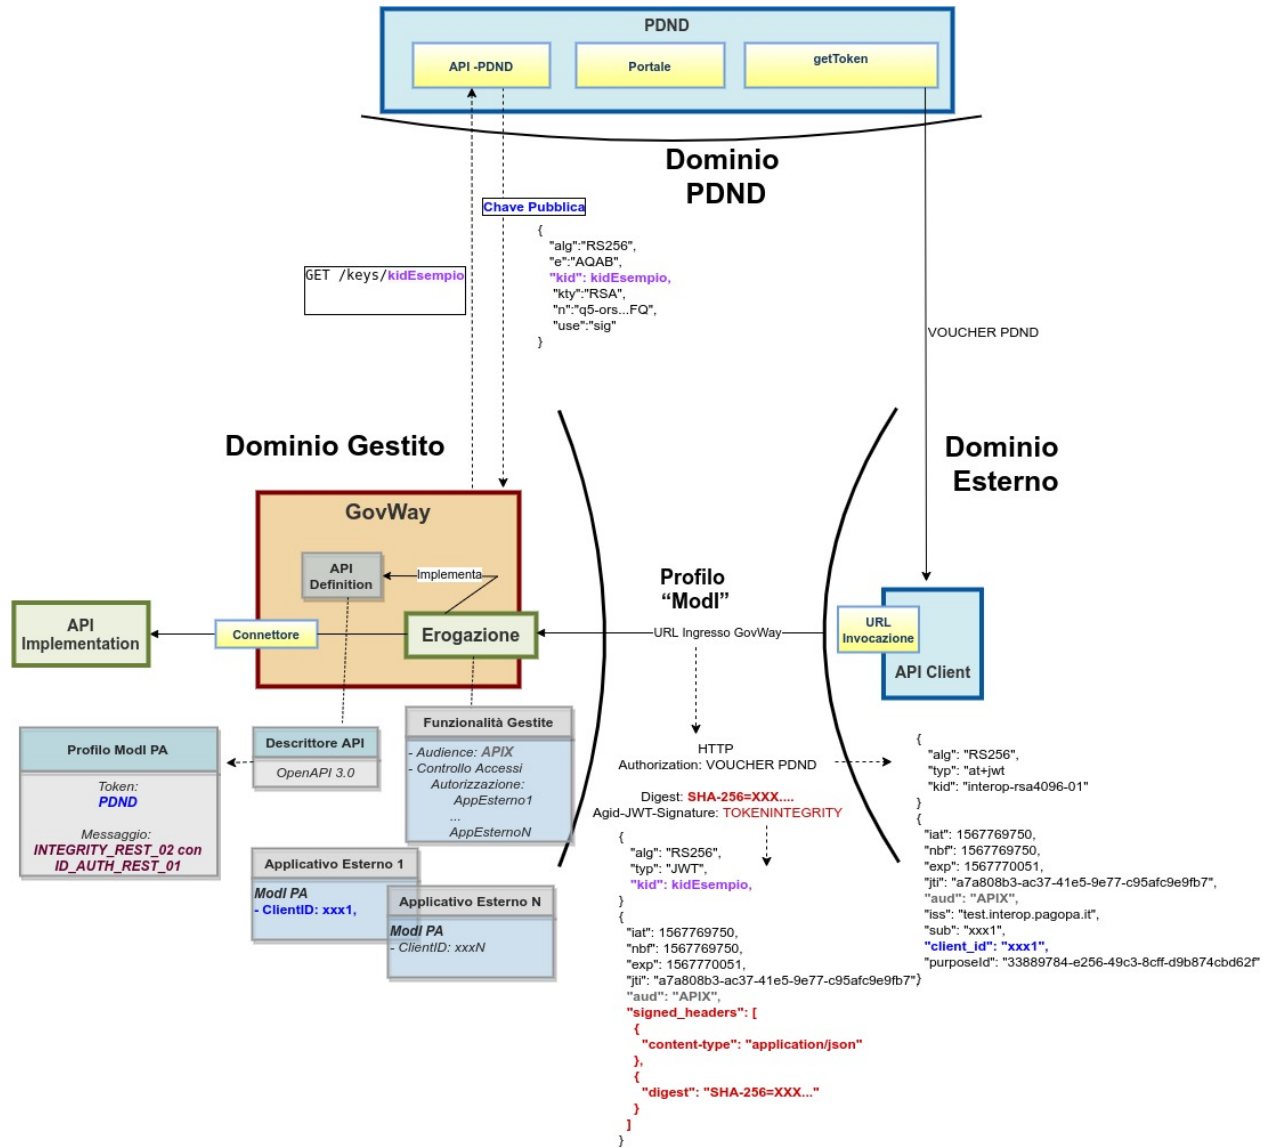 PDND
API -PDND
Portale
getToken
Dominio
PDND
Chave Pubblica
{
"alg":"RS256",
"e":"AQAB",
"kid": kidEsempio,
"kty":"RSA",
"n":"q5-ors...FQ",
"use":"sig"
}
GET /keys/kidEsempio
VOUCHER PDND
Dominio Gestito
Dominio
Esterno
GovWay
API
Definition
Implementa
API
Implementation
Connettore
Erogazione
Profilo
“ModI”
URL Ingresso GovWay
URL
Invocazione
API Client
Profilo ModI PA
Token:
PDND
Messaggio:
INTEGRITY_REST_02 con
ID_AUTH_REST_01
Descrittore API
OpenAPI 3.0
Funzionalità Gestite
- Audience: APIX
- Controllo Accessi
Autorizzazione:
AppEsterno1
...
AppEsternoN
Applicativo Esterno 1
ModI PA
- ClientID: xxx1,
Applicativo Esterno N
ModI PA
- ClientID: xxxN
HTTP
Authorization: VOUCHER PDND
Digest: SHA-256=XXX....
Agid-JWT-Signature: TOKENINTEGRITY
{
"alg": "RS256",
"typ": "JWT",
"kid": kidEsempio,
}
{
"iat": 1567769750,
"nbf": 1567769750,
"exp": 1567770051,
"jti": "a7a808b3-ac37-41e5-9e77-c95afc9e9fb7"
"aud": "APIX",
"signed_headers": [
{
"content-type": "application/json"
},
{
"digest": "SHA-256=XXX..."
}
]
}
{
"alg": "RS256",
"typ": "at+jwt
"kid": "interop-rsa4096-01"
}
{
"iat": 1567769750,
"nbf": 1567769750,
"exp": 1567770051,
"jti": "a7a808b3-ac37-41e5-9e77-c95afc9e9fb7",
"aud": "APIX",
"iss": "test.interop.pagopa.it",
"sub": "xxx1",
"client_id": "xxx1",
"purposeId": "33889784-e256-49c3-8cff-d9b874cbd62f"
}